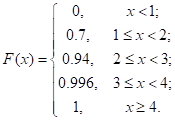 F(x) = { 0, x < 1;
0.7, 1 ≤ x < 2;
0.94, 2 ≤ x < 3;
0.996, 3 ≤ x < 4;
1, x ≥ 4.